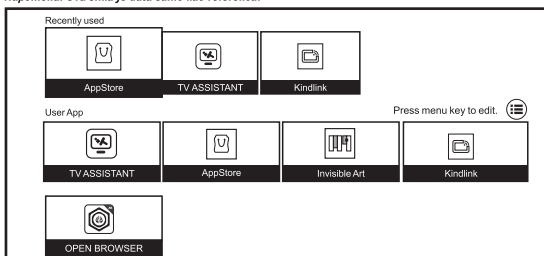 Recently used
AppStore
TV ASSISTANT
Kindlink
User App
Press menu key to edit.
TV ASSISTANT
AppStore
Invisible Art
Kindlink
OPEN BROWSER